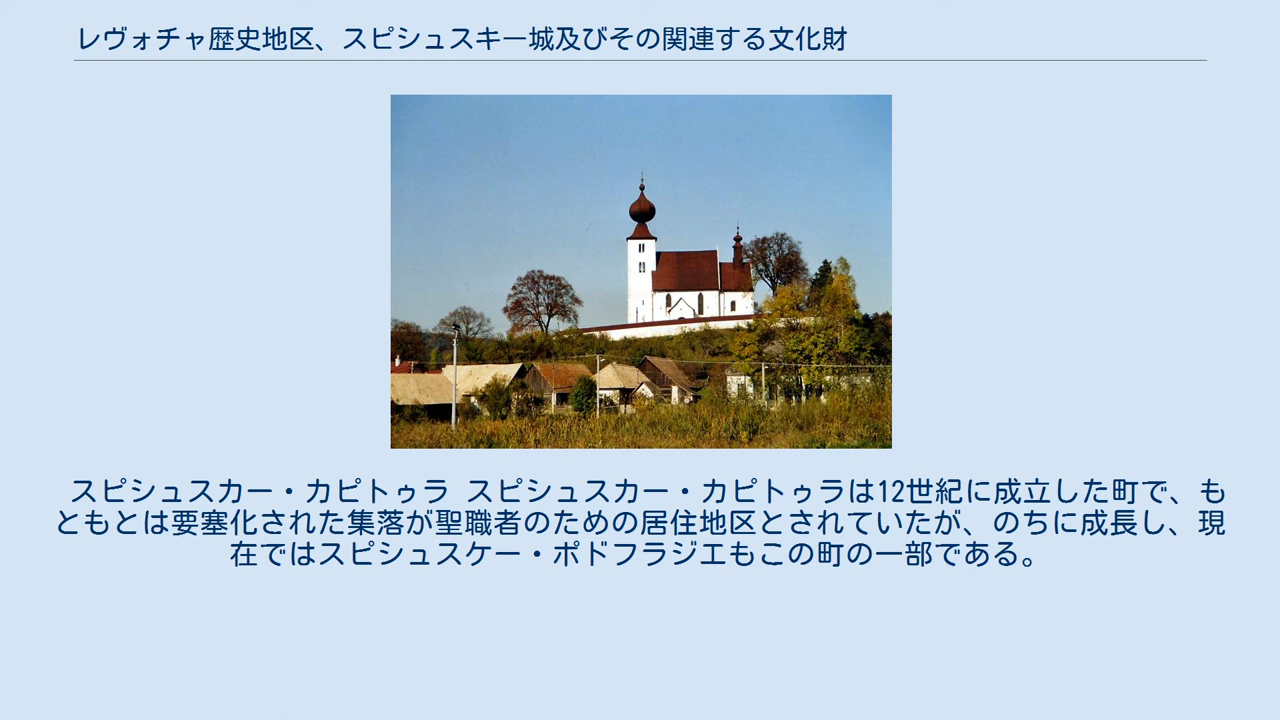 レヴォチャ歴史地区、スピシュスキー城及びその関連する文化財
スピシュスカー・カピトゥラ スピシュスカー・カピトゥラは12世紀に成立した町で、も
ともとは要塞化された集落が聖職者のための居住地区とされていたが、のちに成長し、現
在ではスピシュスケー・ポドフラジエもこの町の一部である。